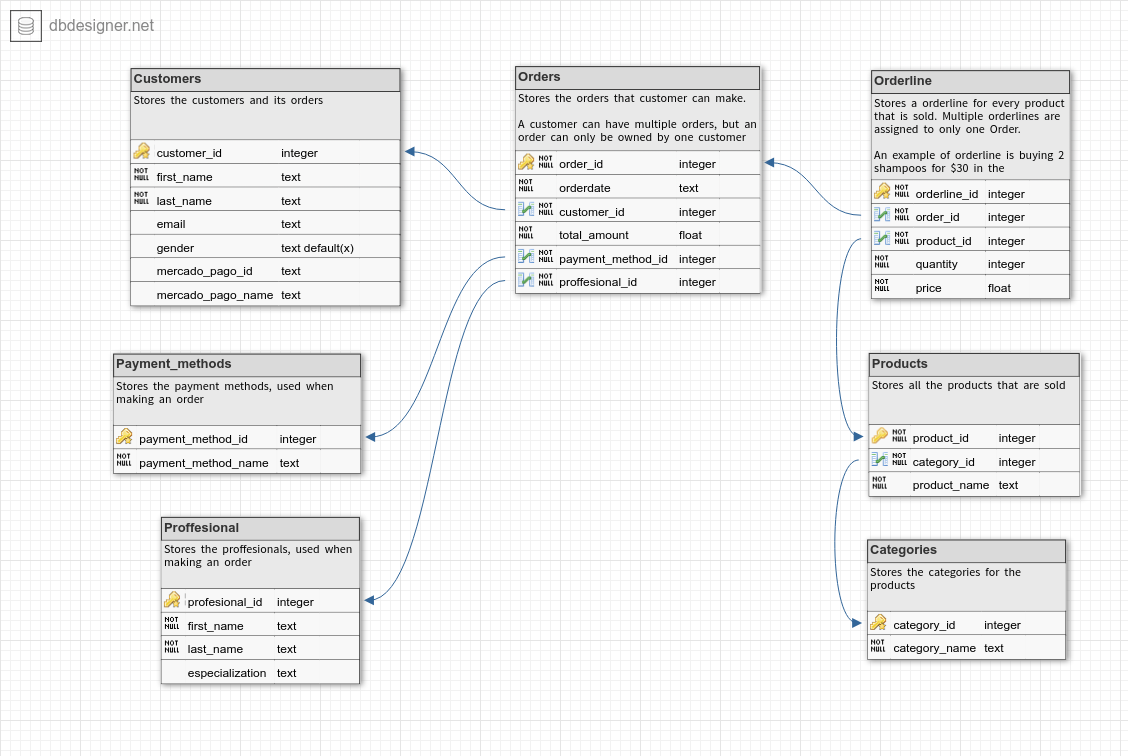 dbdesigner.net
Customers
Stores the customers and its orders
customer_id integer
NOT NULL first_name text
NOT NULL last_name text
email text
gender text default(x)
mercado_pago_id text
mercado_pago_name text
Orders
Stores the orders that customer can make.
A customer can have multiple orders, but an
order can only be owned by one customer
NOT NULL order_id integer
NOT NULL orderdate text
NOT NULL customer_id integer
NOT NULL total_amount float
NOT NULL payment_method_id integer
NOT NULL proffesional_id integer
Orderline
Stores a orderline for every product
that is sold. Multiple orderlines are
assigned to only one Order.
An example of orderline is buying 2
shampoos for $30 in the
NOT NULL orderline_id integer
NOT NULL order_id integer
NOT NULL product_id integer
NOT NULL quantity integer
NOT NULL price float
Payment_methods
Stores the payment methods, used when
making an order
payment_method_id integer
NOT NULL payment_method_name text
Products
Stores all the products that are sold
NOT NULL product_id integer
NOT NULL category_id integer
NOT NULL product_name text
Proffesional
Stores the proffesionals, used when
making an order
profesional_id integer
NOT NULL first_name text
NOT NULL last_name text
especialization text
Categories
Stores the categories for the
products
category_id integer
NOT NULL category_name text